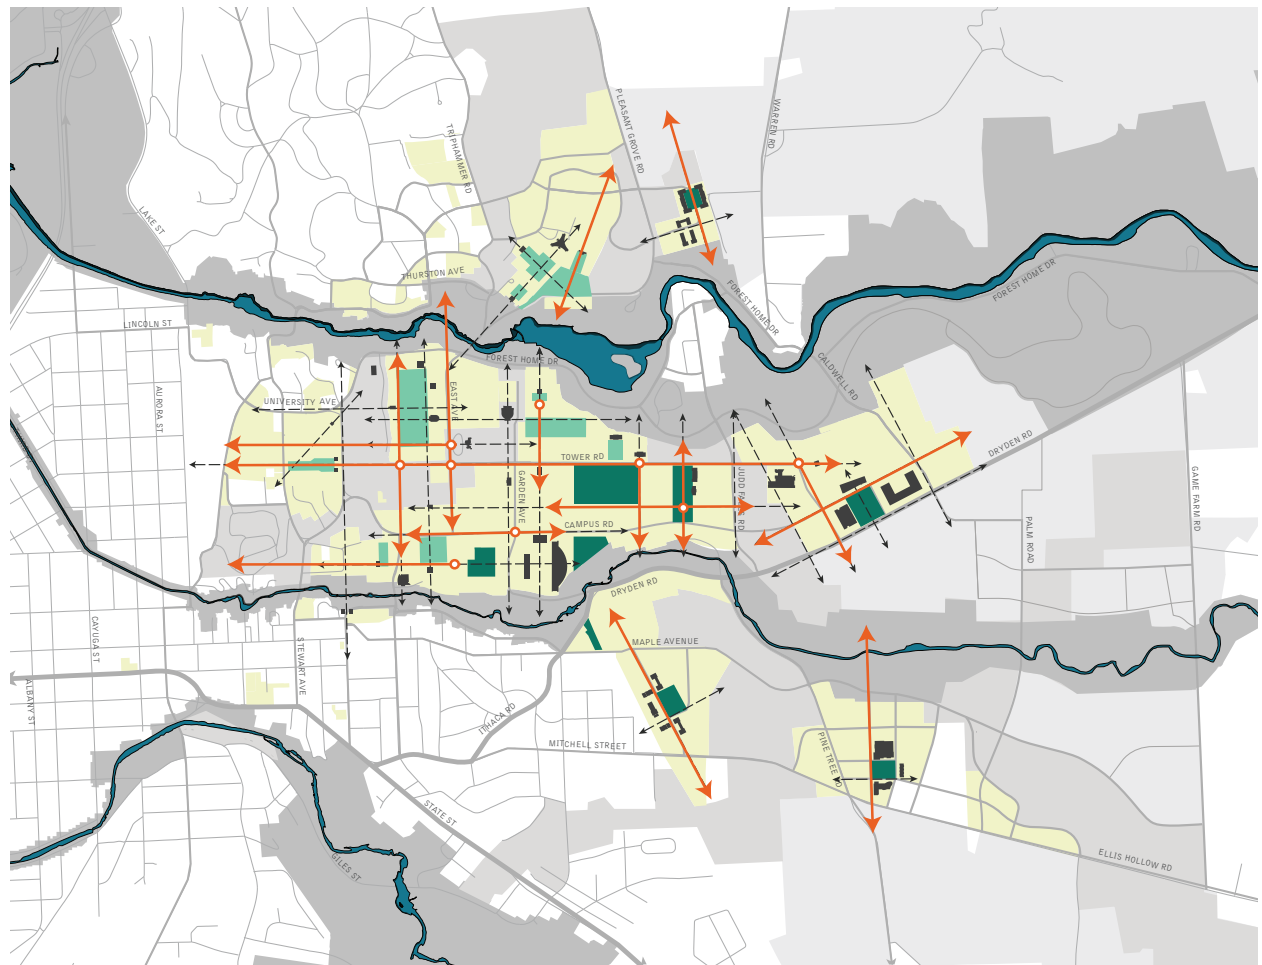 PLEASANT GROVE RD
WARREN RD
TRIPHAMMER RD
LAKE ST
THURSTON AVE
FOREST HOME DR
FOREST HOME DR
LINCOLN ST
FOREST HOME DR
CALDWELL RD
AURORA ST
UNIVERSITY AVE
EAST AVE
DRYDEN RD
TOWER RD
GARDEN AVE
GAME FARM RD
CAMPUS RD
PALM ROAD
DRYDEN RD
CAYUGA ST
STEWART AVE
MAPLE AVENUE
ALBANY ST
ITHACA RD
MITCHELL STREET
PINE TREE RD
STATE ST
GILES ST
ELLIS HOLLOW RD